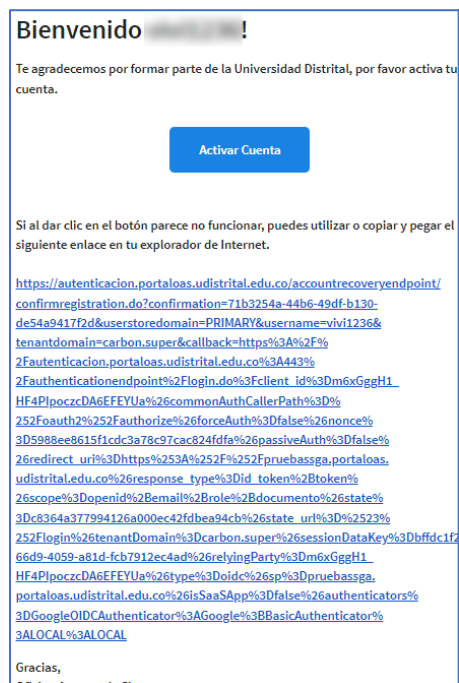 Bienvenido !
Te agradecemos por formar parte de la Universidad Distrital, por favor activa tu
cuenta.
Activar Cuenta
Si al dar clic en el botón parece no funcionar, puedes utilizar o copiar y pegar el
siguiente enlace en tu explorador de Internet.
https://autenticacion.portaloas.udistrital.edu.co/accountrecoveryendpoint/
confirmregistration.do?confirmation=71b3254a-44b6-49df-b130-
de54a9417f2d&userstoredomain=PRIMARY&username=vivi1236&
tenantdomain=carbon.super&callback=https%3A%2F%
2Fautenticacion.portaloas.udistrital.edu.co%3A443%
2Fauthenticationendpoint%2Flogin.do%3Fclient_id%3Dm6xGggH1_
HF4PIpoczcDA6EFEYUa%26commonAuthCallerPath%3D%
252Foauth2%252Fauthorize%26forceAuth%3Dfalse%26nonce%
3D5988ee8615f1cdc3a78c97cac824fdfa%26passiveAuth%3Dfalse%
26redirect_uri%3Dhttps%253A%252F%252Fpruebassga.portaloas.
udistrital.edu.co%26response_type%3Did_token%2Btoken%
26scope%3Dopenid%2Bemail%2Brole%2Bdocumento%26state%
3Dc8364a377994126a000ec42fdbea94cb%26state_url%3D%2523%
252Flogin%26tenantDomain%3Dcarbon.super%26sessionDataKey%3Dbffdc1f2
66d9-4059-a81d-fcb7912ec4ad%26relyingParty%3Dm6xGggH1_
HF4PIpoczcDA6EFEYUa%26type%3Doidc%26sp%3Dpruebassga.
portaloas.udistrital.edu.co%26isSaaSApp%3Dfalse%26authenticators%
3DGoogleOIDCAuthenticator%3AGoogle%3BBasicAuthenticator%
3ALOCAL%3ALOCAL
Gracias,